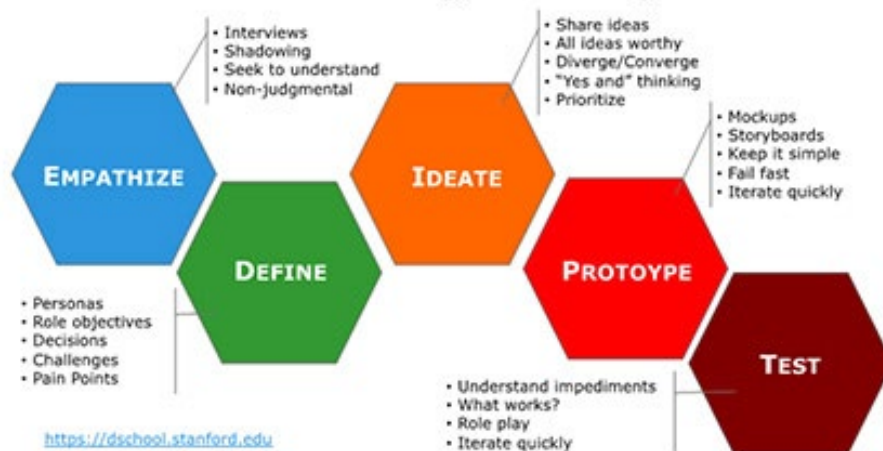 • Interviews
• Shadowing
• Seek to understand
• Non-judgmental
EMPATHIZE
• Personas
• Role objectives
• Decisions
• Challenges
• Pain Points
DEFINE
• Share ideas
• All ideas worthy
• Diverge/Converge
• "Yes and" thinking
• Prioritize
IDEATE
• Mockups
• Storyboards
• Keep it simple
• Fail fast
• Iterate quickly
PROTOYPE
• Understand impediments
• What works?
• Role play
• Iterate quickly
TEST
https://dschool.stanford.edu